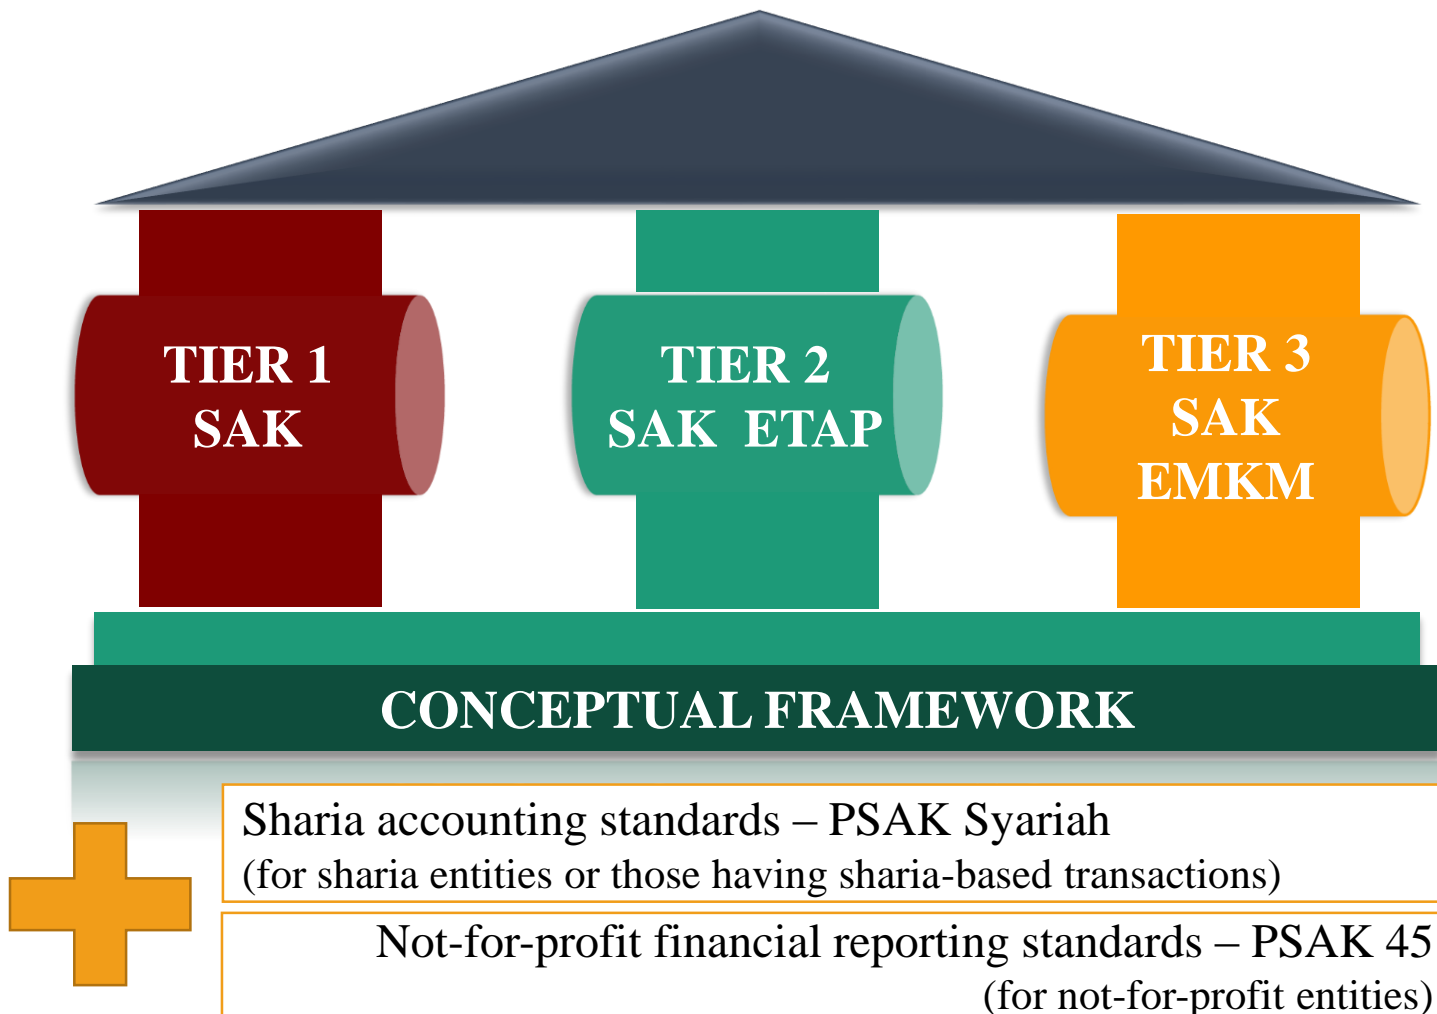 TIER 1
SAK
TIER 2
SAK ETAP
TIER 3
SAK
EMKM
CONCEPTUAL FRAMEWORK
Sharia accounting standards – PSAK Syariah
(for sharia entities or those having sharia-based transactions)
Not-for-profit financial reporting standards – PSAK 45
(for not-for-profit entities)